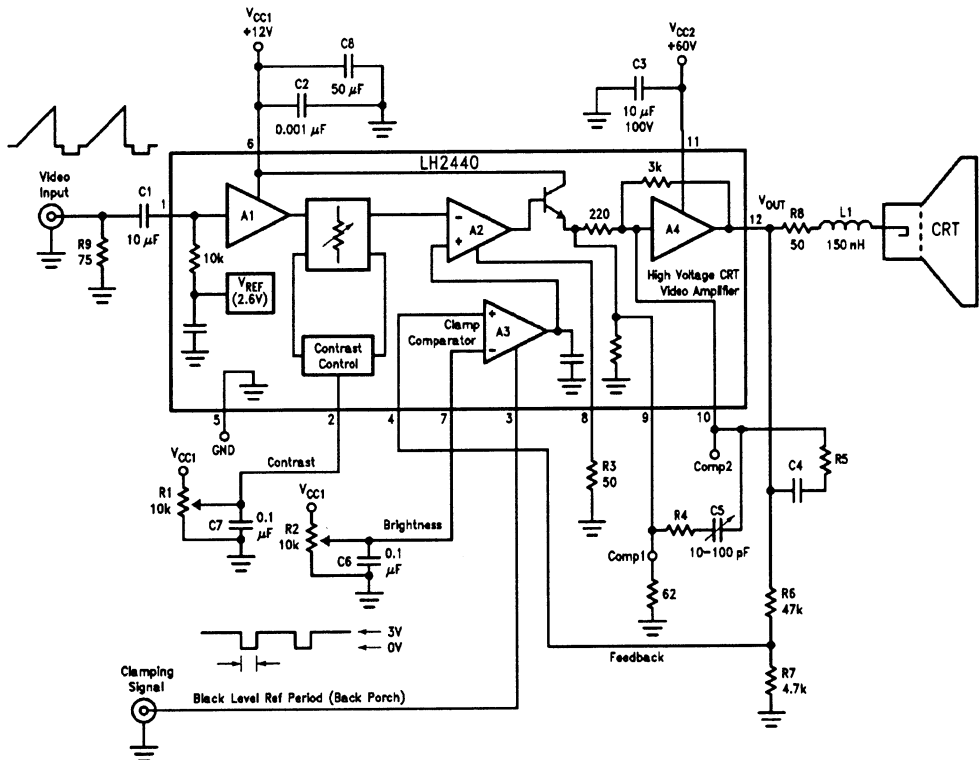 VCC1
+12V
C8
50 μF
C2
0.001 μF
VCC2
+60V
C3
10 μF
100V
6
LH2440
11
Video
Input
R9
75
C1
10 μF
1
10k
VREF
(2.6V)
A1
Contrast
Control
-
+
A2
Clamp
Comparator
+
-
A3
220
3k
A4
High Voltage CRT
Video Amplifier
VOUT
12
R8
50
L1
150 nH
CRT
5
2
4
7
3
8
9
10
GND
VCC1
R1
10k
Contrast
C7
0.1
μF
VCC1
R2
10k
Brightness
C6
0.1
μF
R3
50
Comp2
C4
R5
R4
C5
10-100 pF
Comp1
62
R6
47k
Feedback
R7
4.7k
3V
0V
Clamping
Signal
Black Level Ref Period (Back Porch)